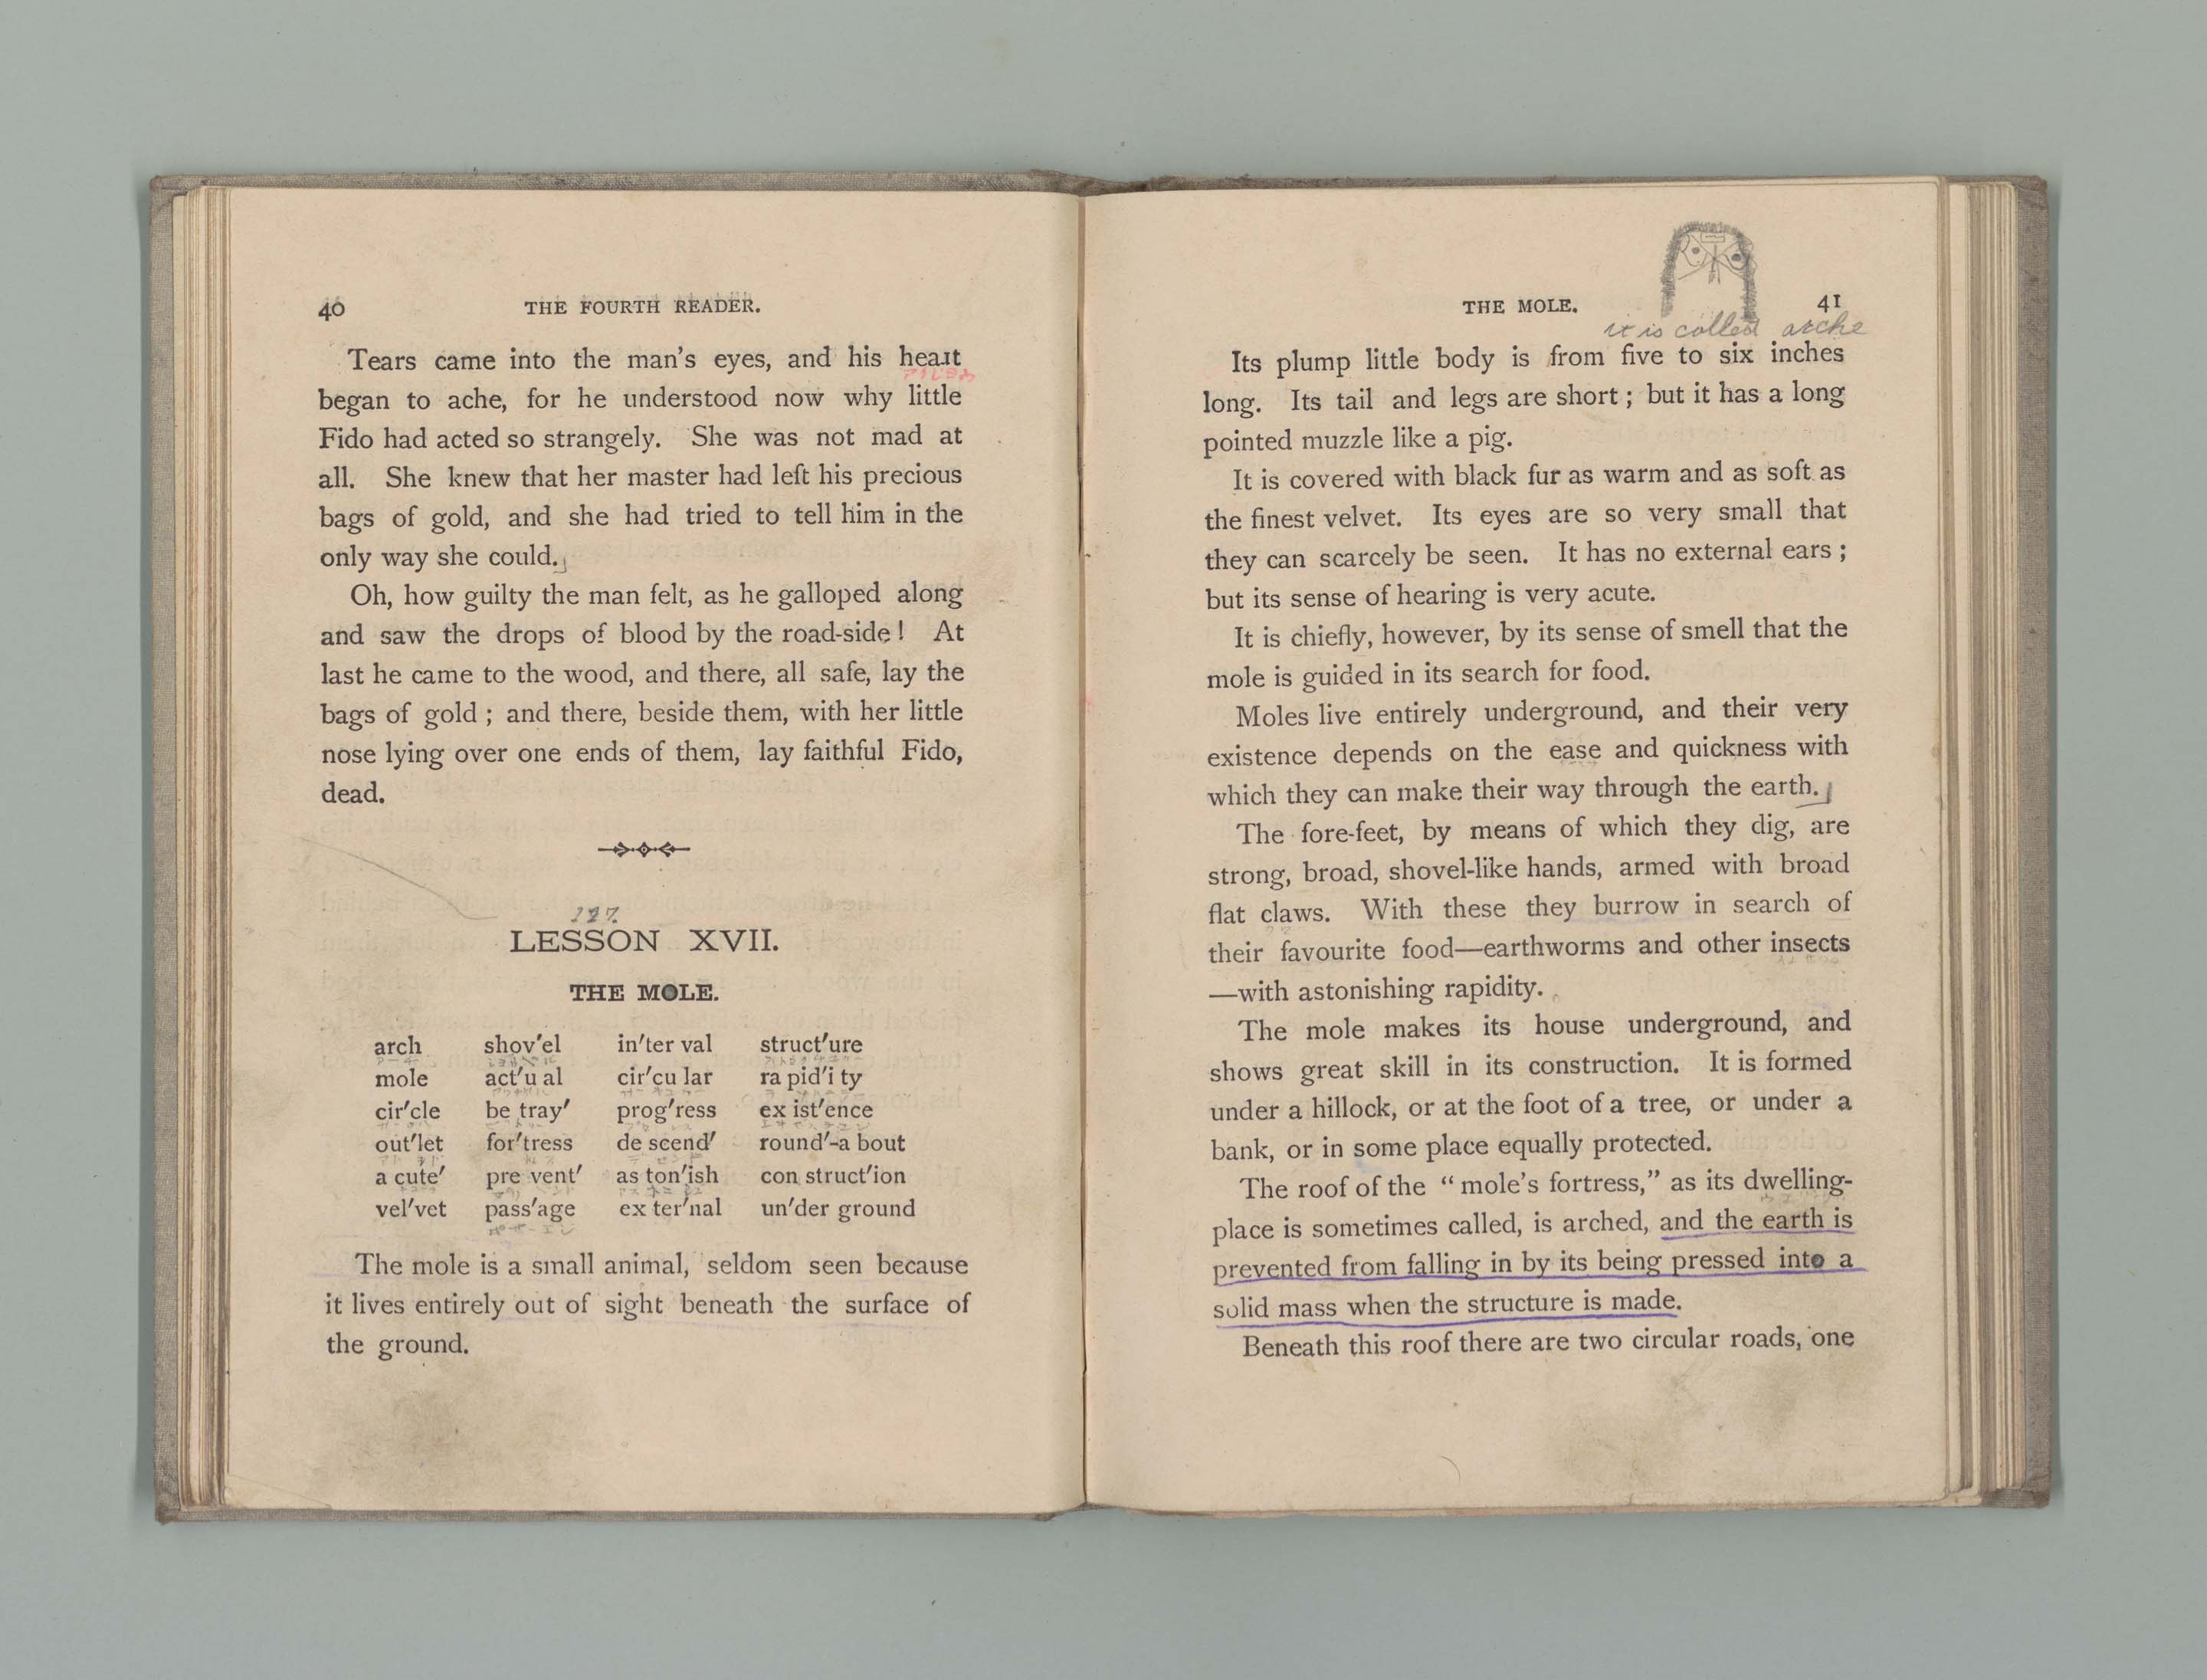 40
THE FOURTH READER.
Tears came into the man's eyes, and his heart
began to ache, for he understood now why little
Fido had acted so strangely. She was not mad at
all. She knew that her master had left his precious
bags of gold, and she had tried to tell him in the
only way she could.
Oh, how guilty the man felt, as he galloped along
and saw the drops of blood by the road-side! At
last he came to the wood, and there, all safe, lay the
bags of gold; and there, beside them, with her little
nose lying over one ends of them, lay faithful Fido,
dead.
LESSON XVII.
THE MOLE.
arch shov'el in'ter val struct'ure
mole act'u al cir'cu lar ra pid'i ty
cir'cle be tray' prog'ress ex ist'ence
out'let for'tress de scend' round'-a bout
a cute' pre vent' as ton'ish con struct'ion
vel'vet pass'age ex ter'nal un'der ground
The mole is a small animal, seldom seen because
it lives entirely out of sight beneath the surface of
the ground.
THE MOLE.
41
it is called arche
Its plump little body is from five to six inches
long. Its tail and legs are short; but it has a long
pointed muzzle like a pig.
It is covered with black fur as warm and as soft as
the finest velvet. Its eyes are so very small that
they can scarcely be seen. It has no external ears;
but its sense of hearing is very acute.
It is chiefly, however, by its sense of smell that the
mole is guided in its search for food.
Moles live entirely underground, and their very
existence depends on the ease and quickness with
which they can make their way through the earth.
The fore-feet, by means of which they dig, are
strong, broad, shovel-like hands, armed with broad
flat claws. With these they burrow in search of
their favourite food—earthworms and other insects
—with astonishing rapidity.
The mole makes its house underground, and
shows great skill in its construction. It is formed
under a hillock, or at the foot of a tree, or under a
bank, or in some place equally protected.
The roof of the "mole's fortress," as its dwelling-
place is sometimes called, is arched, and the earth is
prevented from falling in by its being pressed into a
solid mass when the structure is made.
Beneath this roof there are two circular roads, one